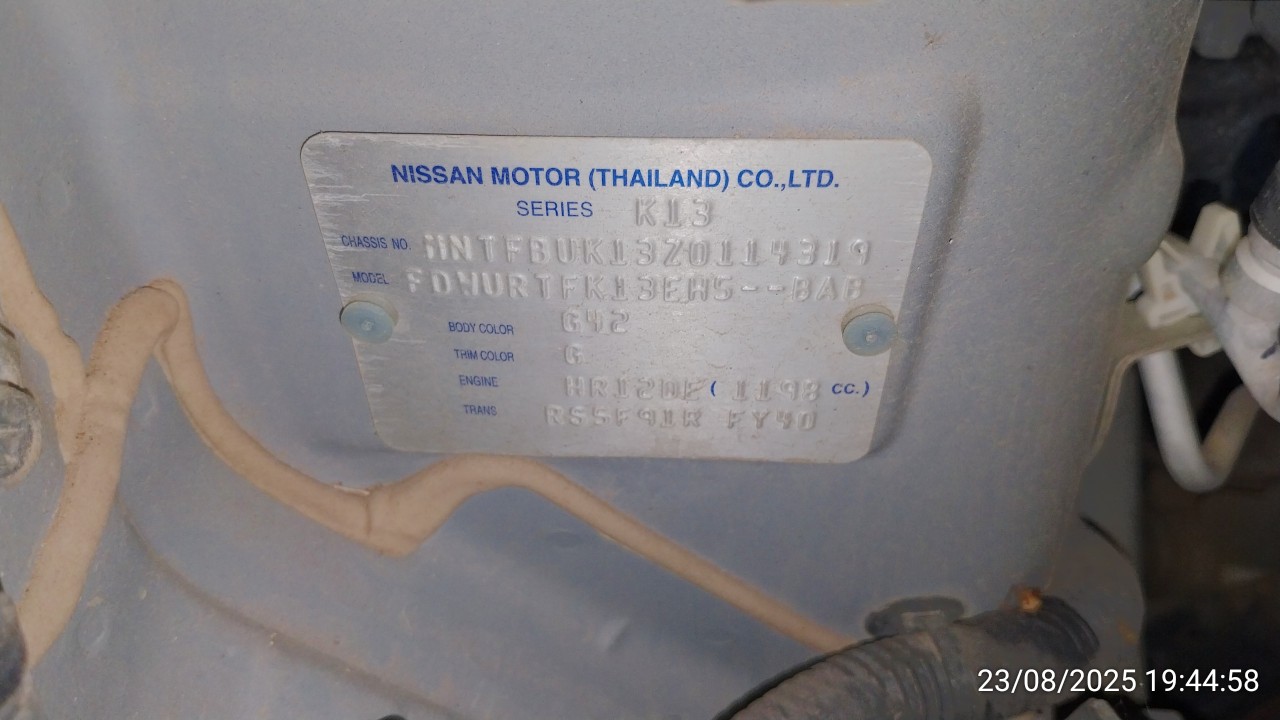 NISSAN MOTOR (THAILAND) CO.,LTD.
SERIES K13
CHASSIS NO. MNTFBUK13Z0114319
MODEL FDWURTFK13EH5--BAB
BODY COLOR G42
TRIM COLOR G
ENGINE HR12DE ( 1198 CC.)
TRANS RS5F91R FY40
23/08/2025 19:44:58